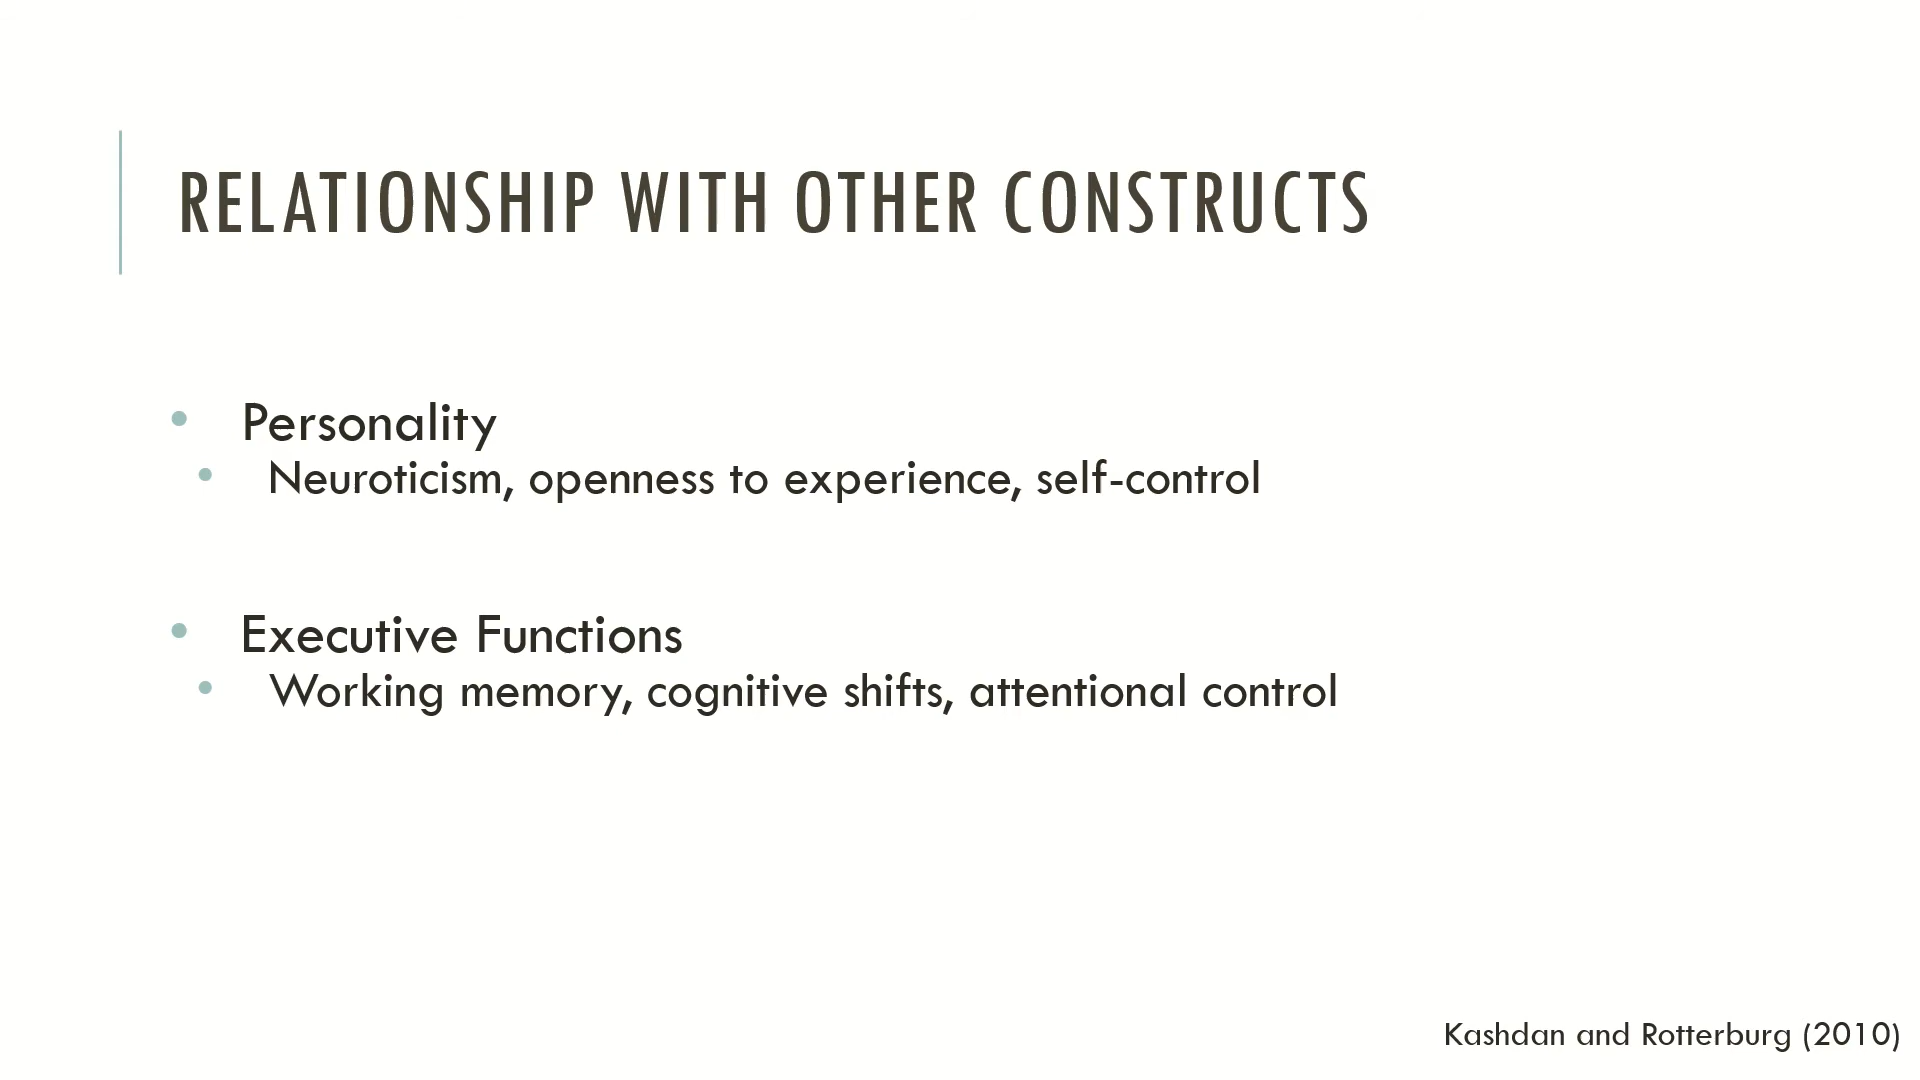 RELATIONSHIP WITH OTHER CONSTRUCTS
• Personality
• Neuroticism, openness to experience, self-control
• Executive Functions
• Working memory, cognitive shifts, attentional control
Kashdan and Rotterburg (2010)